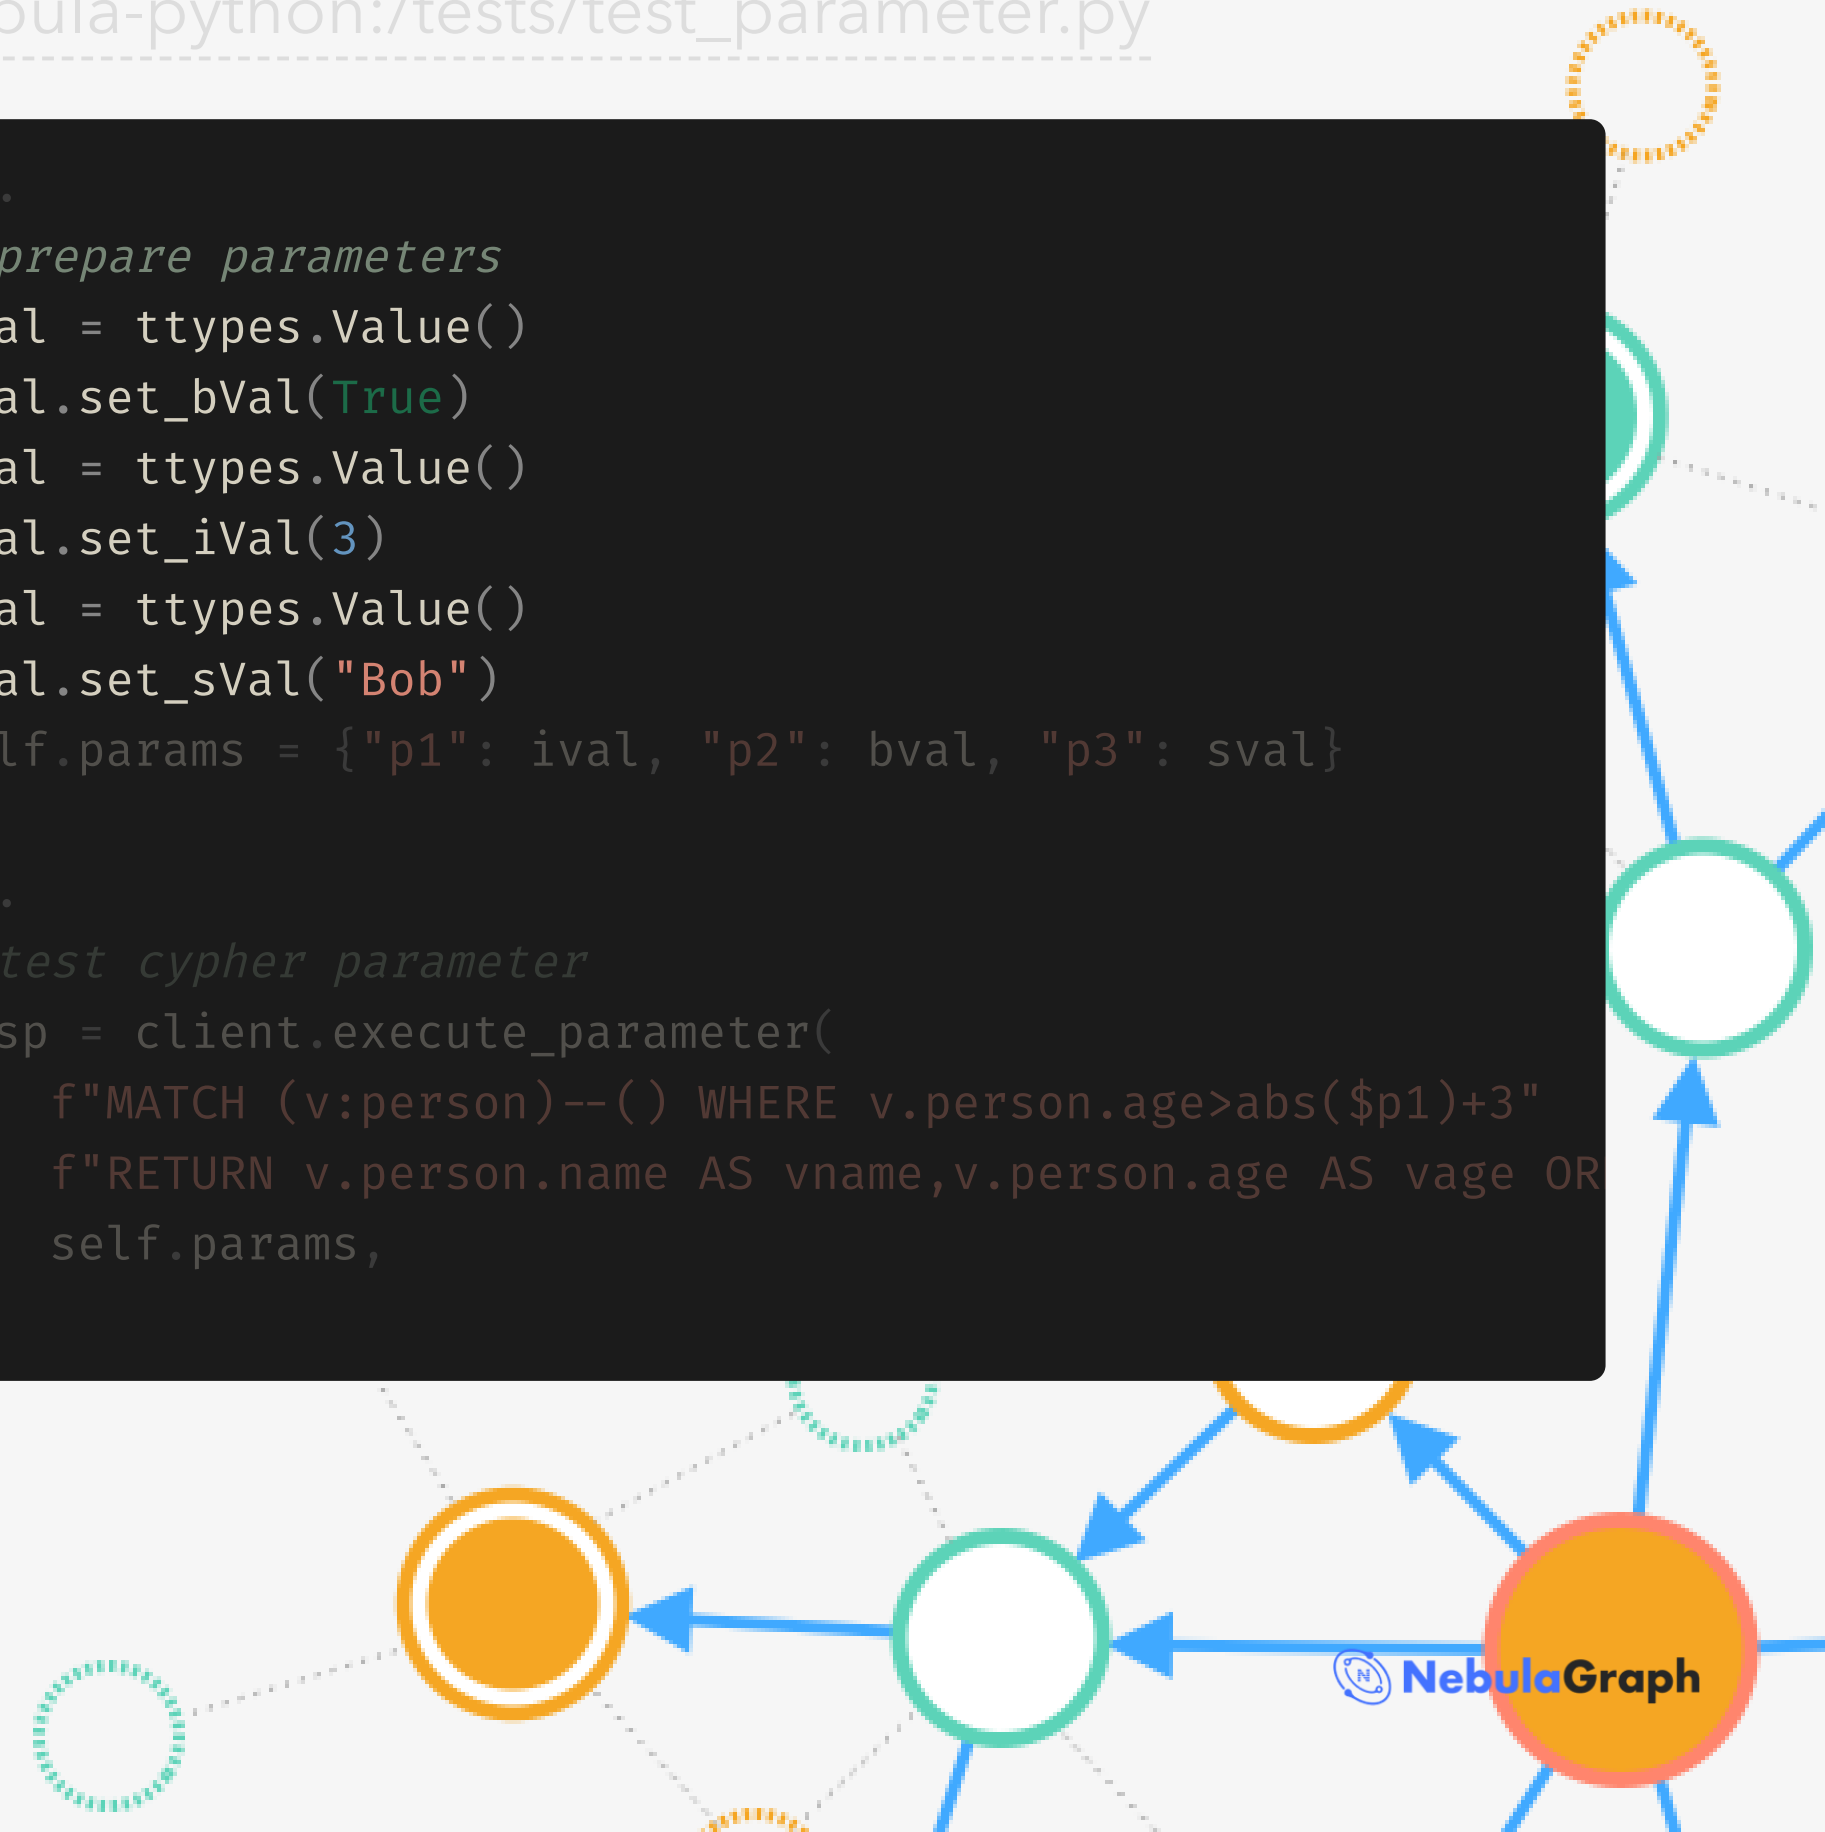 bula-python:/tests/test_parameter.py
.
prepare parameters
al = ttypes.Value()
al.set_bVal(True)
al = ttypes.Value()
al.set_iVal(3)
al = ttypes.Value()
al.set_sVal("Bob")
lf.params = {"p1": ival, "p2": bval, "p3": sval}
.
test cypher parameter
sp = client.execute_parameter(
f"MATCH (v:person)--() WHERE v.person.age>abs($p1)+3"
f"RETURN v.person.name AS vname,v.person.age AS vage OR
self.params,
NebulaGraph